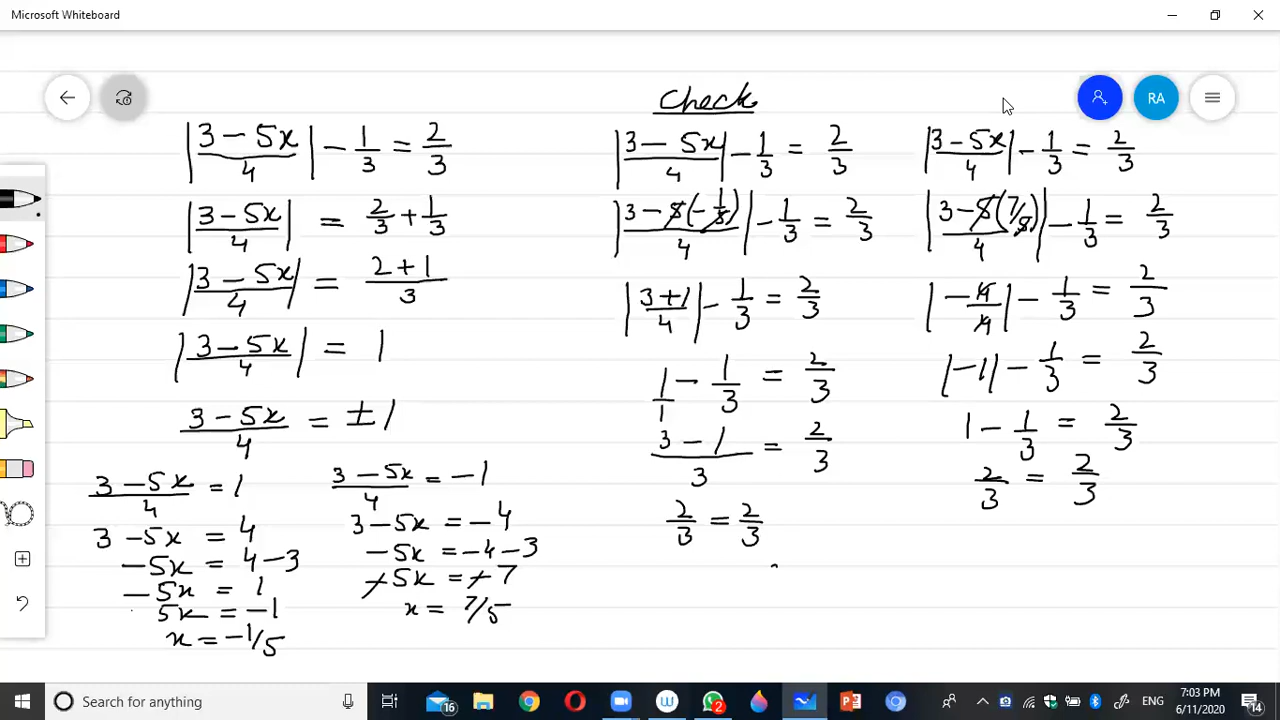 Microsoft Whiteboard
RA
|(3 - 5x)/4| - 1/3 = 2/3
|(3 - 5x)/4| = 2/3 + 1/3
|(3 - 5x)/4| = (2 + 1)/3
|(3 - 5x)/4| = 1
(3 - 5x)/4 = ±1
(3 - 5x)/4 = 1
3 - 5x = 4
-5x = 4 - 3
-5x = 1
5x = -1
x = -1/5
(3 - 5x)/4 = -1
3 - 5x = -4
-5x = -4 - 3
-5x = -7
x = 7/5
Check
|(3 - 5x)/4| - 1/3 = 2/3
|(3 - 5(-1/5))/4| - 1/3 = 2/3
|(3 + 1)/4| - 1/3 = 2/3
1/1 - 1/3 = 2/3
(3 - 1)/3 = 2/3
2/3 = 2/3
|(3 - 5x)/4| - 1/3 = 2/3
|(3 - 5(7/5))/4| - 1/3 = 2/3
|-4/4| - 1/3 = 2/3
|-1| - 1/3 = 2/3
1 - 1/3 = 2/3
2/3 = 2/3
Search for anything
16
2
ENG
7:03 PM
6/11/2020
14